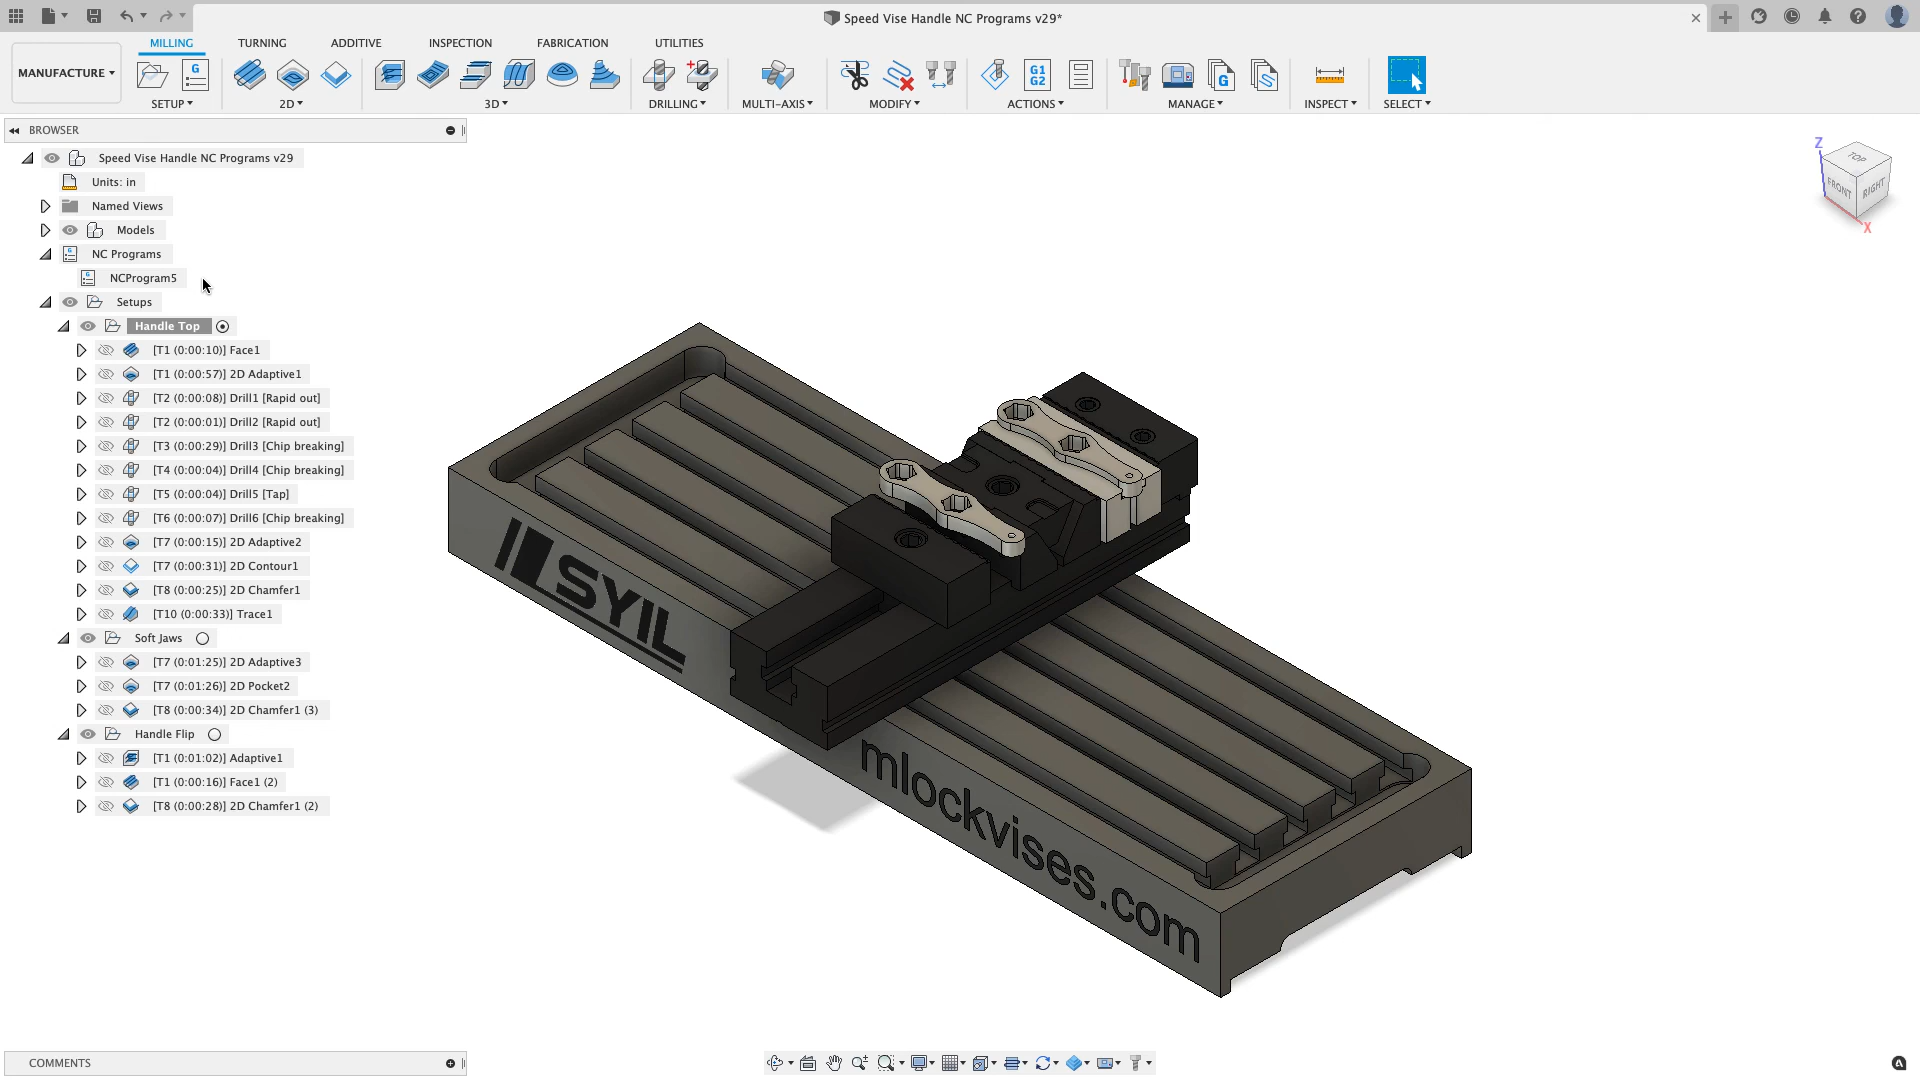 Speed Vise Handle NC Programs v29*
MILLING TURNING ADDITIVE INSPECTION FABRICATION UTILITIES
MANUFACTURE
G
G1
G2
G
SETUP 2D 3D DRILLING MULTI-AXIS MODIFY ACTIONS MANAGE INSPECT SELECT
BROWSER
Speed Vise Handle NC Programs v29
Units: in
Named Views
Models
NC Programs
NCProgram5
Setups
Handle Top
[T1 (0:00:10)] Face1
[T1 (0:00:57)] 2D Adaptive1
[T2 (0:00:08)] Drill1 [Rapid out]
[T2 (0:00:01)] Drill2 [Rapid out]
[T3 (0:00:29)] Drill3 [Chip breaking]
[T4 (0:00:04)] Drill4 [Chip breaking]
[T5 (0:00:04)] Drill5 [Tap]
[T6 (0:00:07)] Drill6 [Chip breaking]
[T7 (0:00:15)] 2D Adaptive2
[T7 (0:00:31)] 2D Contour1
[T8 (0:00:25)] 2D Chamfer1
[T10 (0:00:33)] Trace1
Soft Jaws
[T7 (0:01:25)] 2D Adaptive3
[T7 (0:01:26)] 2D Pocket2
[T8 (0:00:34)] 2D Chamfer1 (3)
Handle Flip
[T1 (0:01:02)] Adaptive1
[T1 (0:00:16)] Face1 (2)
[T8 (0:00:28)] 2D Chamfer1 (2)
Z
TOP
FRONT
RIGHT
X
SYIL
mlockvises.com
COMMENTS